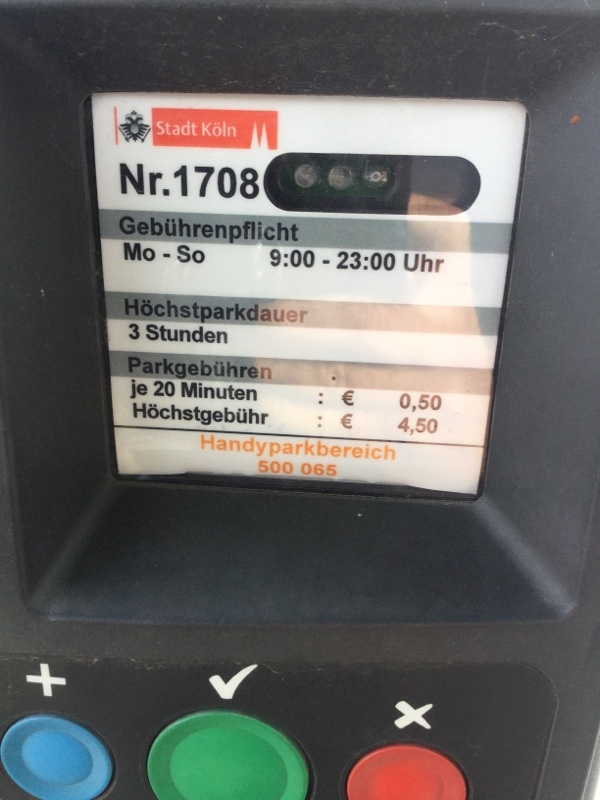 Stadt Köln
Nr.1708
Gebührenpflicht
Mo - So 9:00 - 23:00 Uhr
Höchstparkdauer
3 Stunden
Parkgebühren
je 20 Minuten : € 0,50
Höchstgebühr : € 4,50
Handyparkbereich
500 065